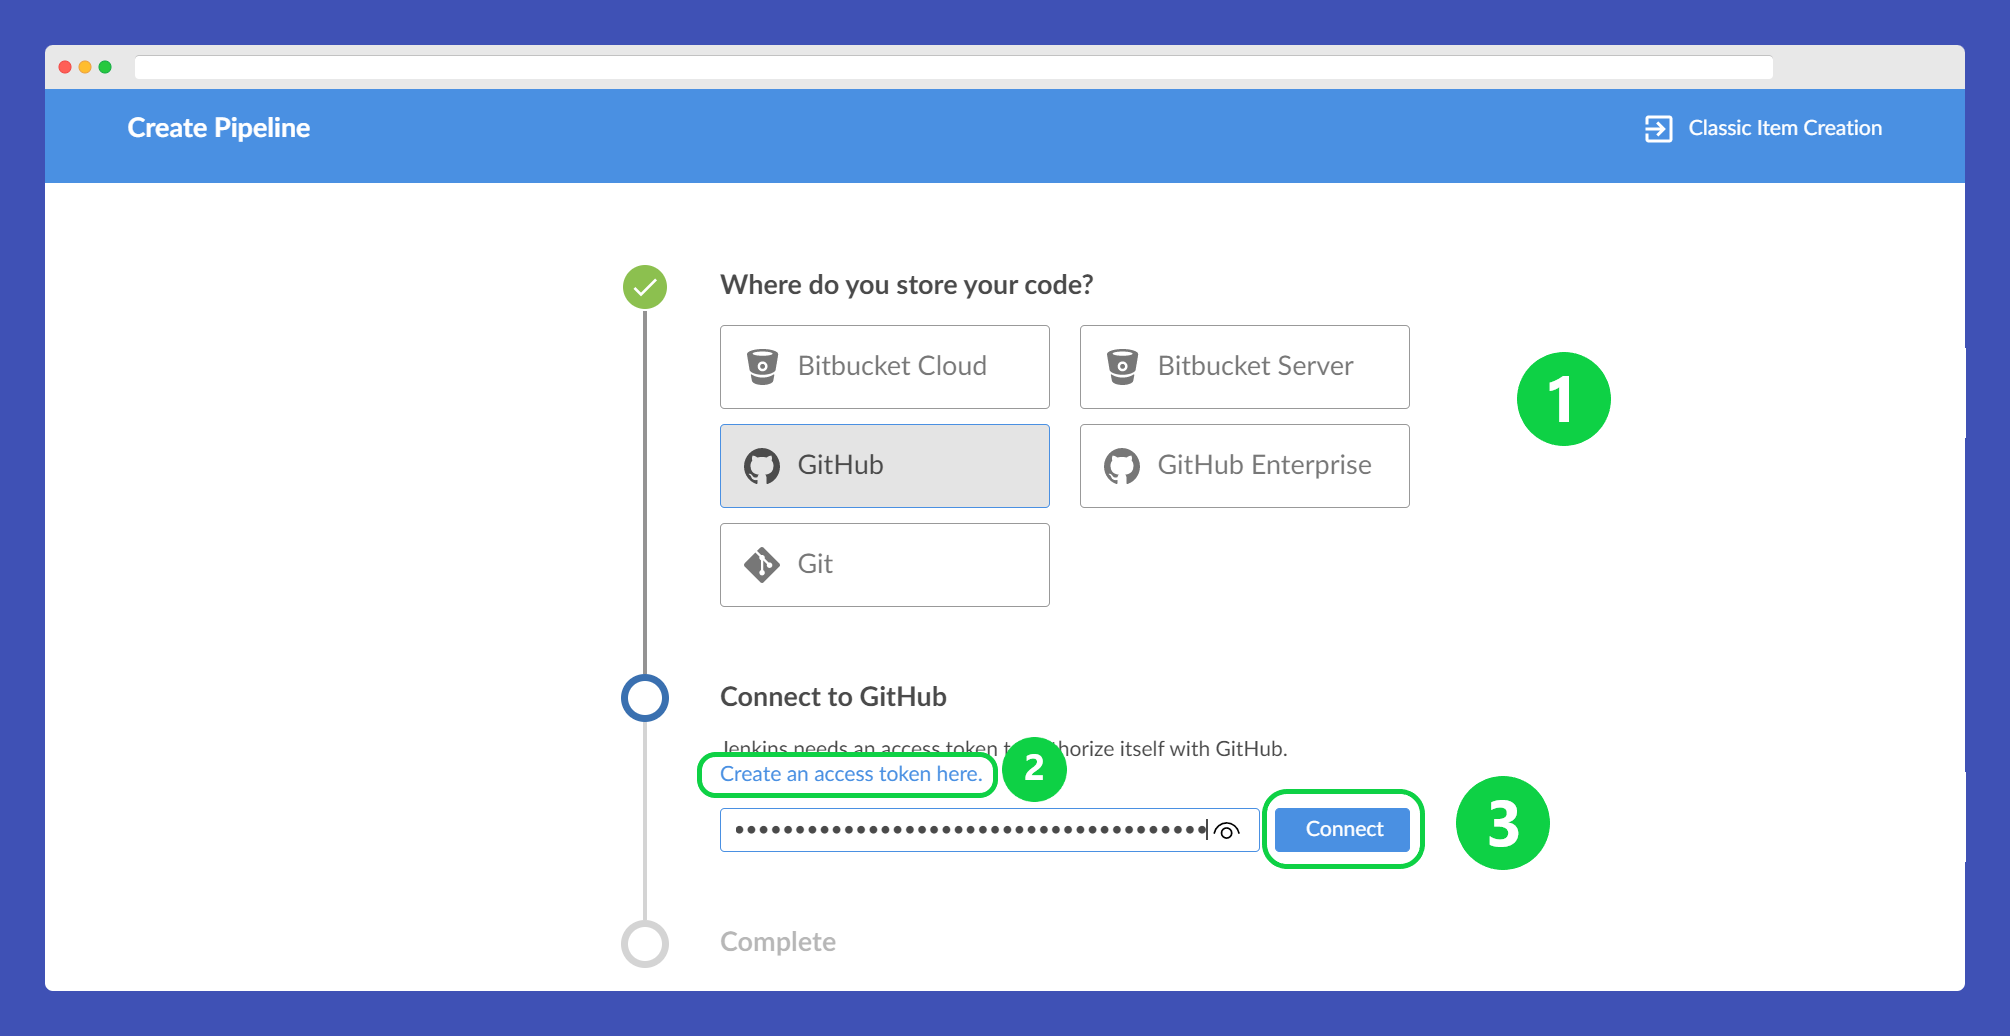 Create Pipeline
Classic Item Creation
Where do you store your code?
Bitbucket Cloud
Bitbucket Server
1
GitHub
GitHub Enterprise
Git
Connect to GitHub
Jenkins needs an access token horize itself with GitHub.
Create an access token here.
2
Connect
3
Complete